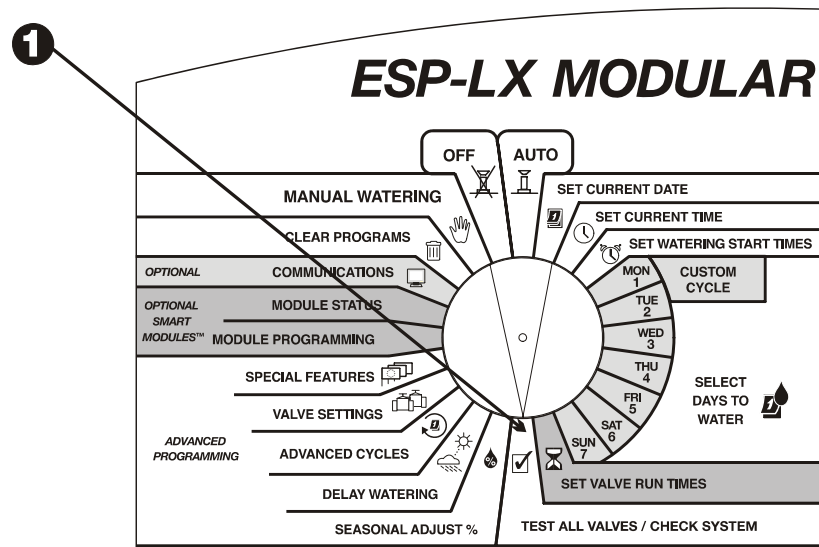 1
ESP-LX MODULAR
OFF
AUTO
MANUAL WATERING
SET CURRENT DATE
CLEAR PROGRAMS
SET CURRENT TIME
SET WATERING START TIMES
OPTIONAL
COMMUNICATIONS
MON
1
CUSTOM
CYCLE
OPTIONAL
SMART
MODULES™
MODULE STATUS
MODULE PROGRAMMING
TUE
2
WED
3
THU
4
FRI
5
SAT
6
SUN
7
SELECT
DAYS TO
WATER
1
SPECIAL FEATURES
VALVE SETTINGS
ADVANCED
PROGRAMMING
ADVANCED CYCLES
DELAY WATERING
SEASONAL ADJUST %
%
SET VALVE RUN TIMES
TEST ALL VALVES / CHECK SYSTEM